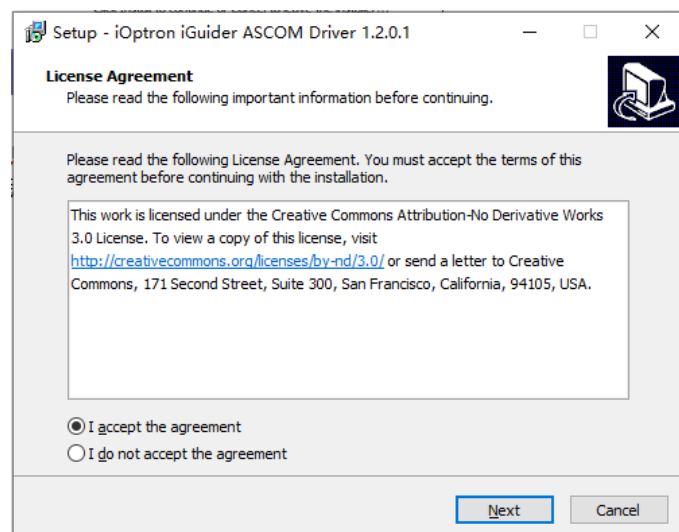 Setup - iOptron iGuider ASCOM Driver 1.2.0.1
License Agreement
Please read the following important information before continuing.
Please read the following License Agreement. You must accept the terms of this
agreement before continuing with the installation.
This work is licensed under the Creative Commons Attribution-No Derivative Works
3.0 License. To view a copy of this license, visit
http://creativecommons.org/licenses/by-nd/3.0/ or send a letter to Creative
Commons, 171 Second Street, Suite 300, San Francisco, California, 94105, USA.
I accept the agreement
I do not accept the agreement
Next Cancel